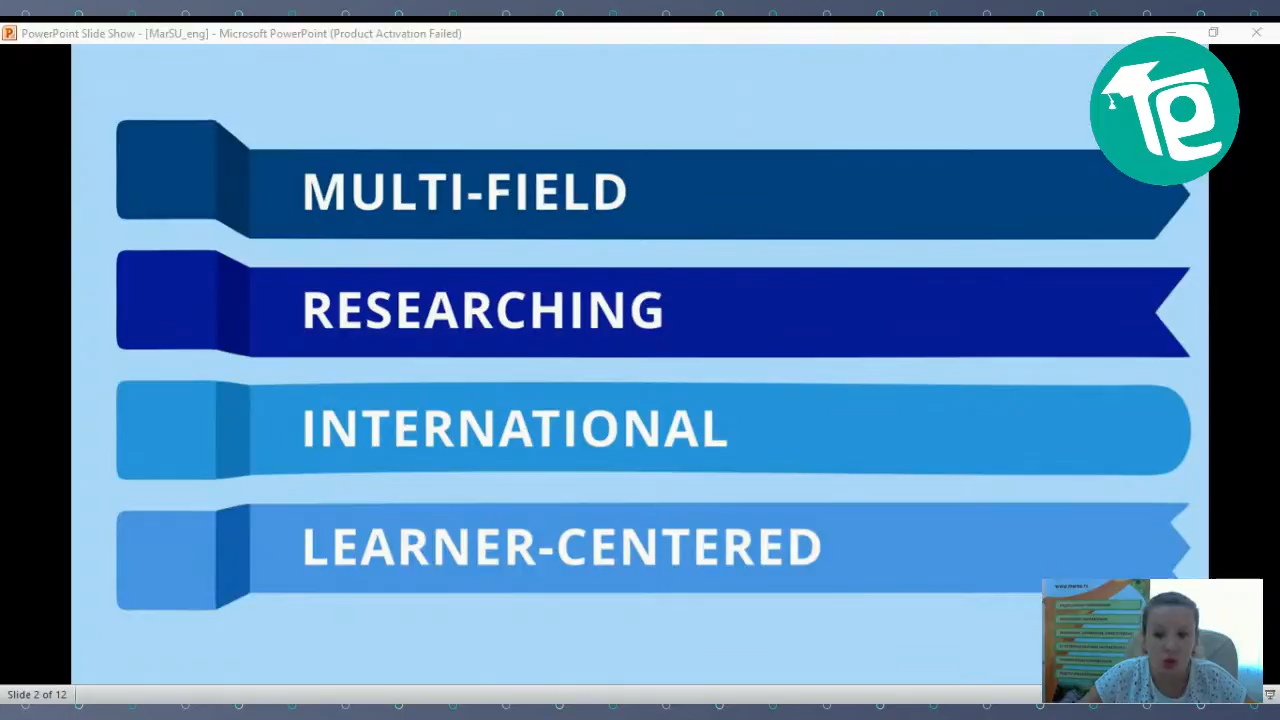 PowerPoint Slide Show - [MarSU_eng] - Microsoft PowerPoint (Product Activation Failed)
MULTI-FIELD
RESEARCHING
INTERNATIONAL
LEARNER-CENTERED
Slide 2 of 12